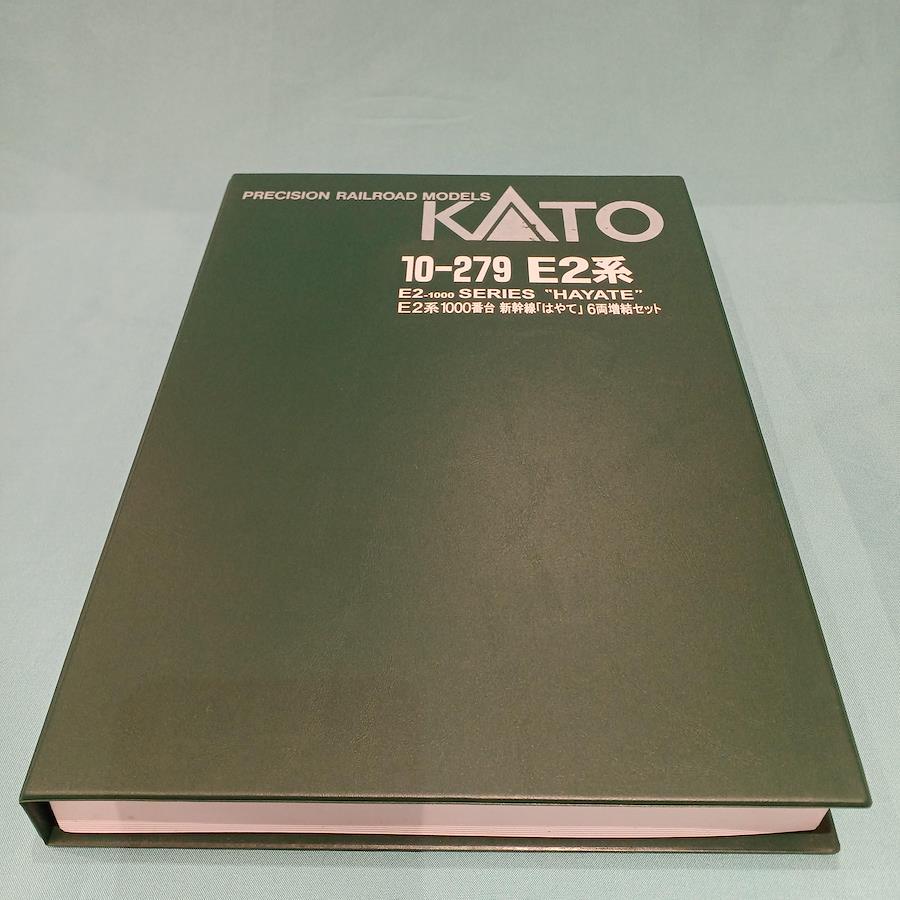 PRECISION RAILROAD MODELS
KATO
10-279 E2系
E2-1000 SERIES "HAYATE"
E2系1000番台 新幹線「はやて」6両増結セット